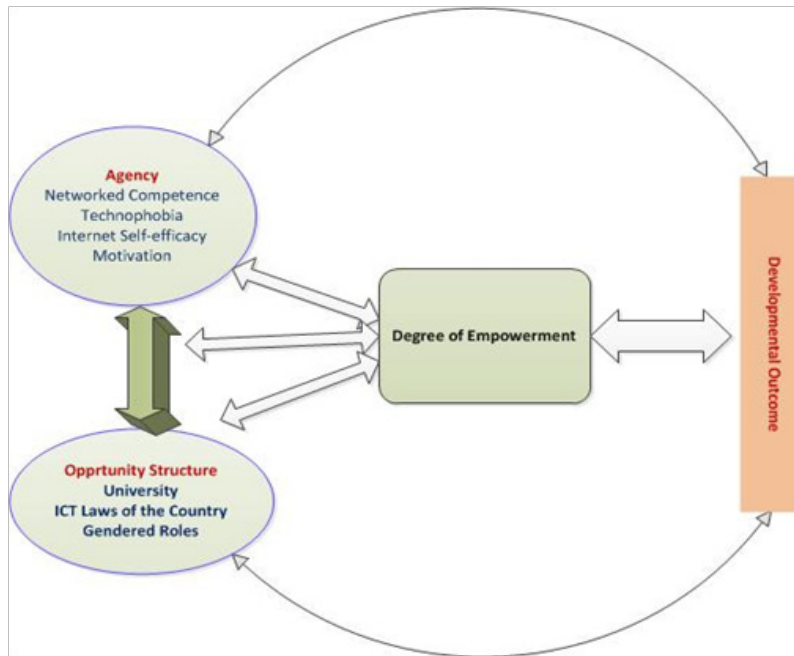 Agency
Networked Competence
Technophobia
Internet Self-efficacy
Motivation
Degree of Empowerment
Developmental Outcome
Opprtunity Structure
University
ICT Laws of the Country
Gendered Roles